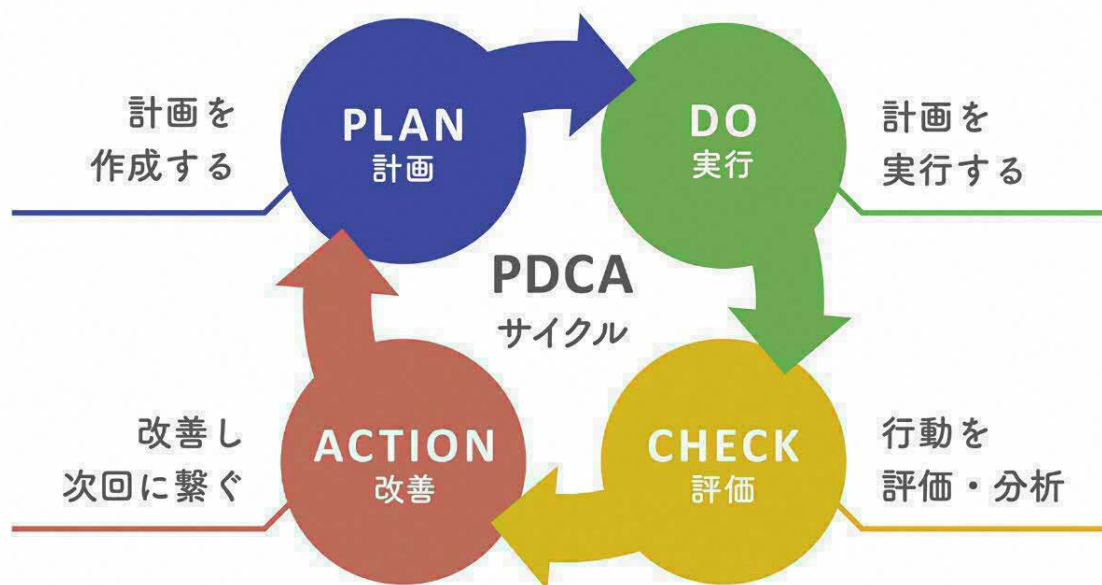 計画を
作成する
PLAN
計画
DO
実行
計画を
実行する
PDCA
サイクル
改善し
次回に繋ぐ
ACTION
改善
CHECK
評価
行動を
評価・分析